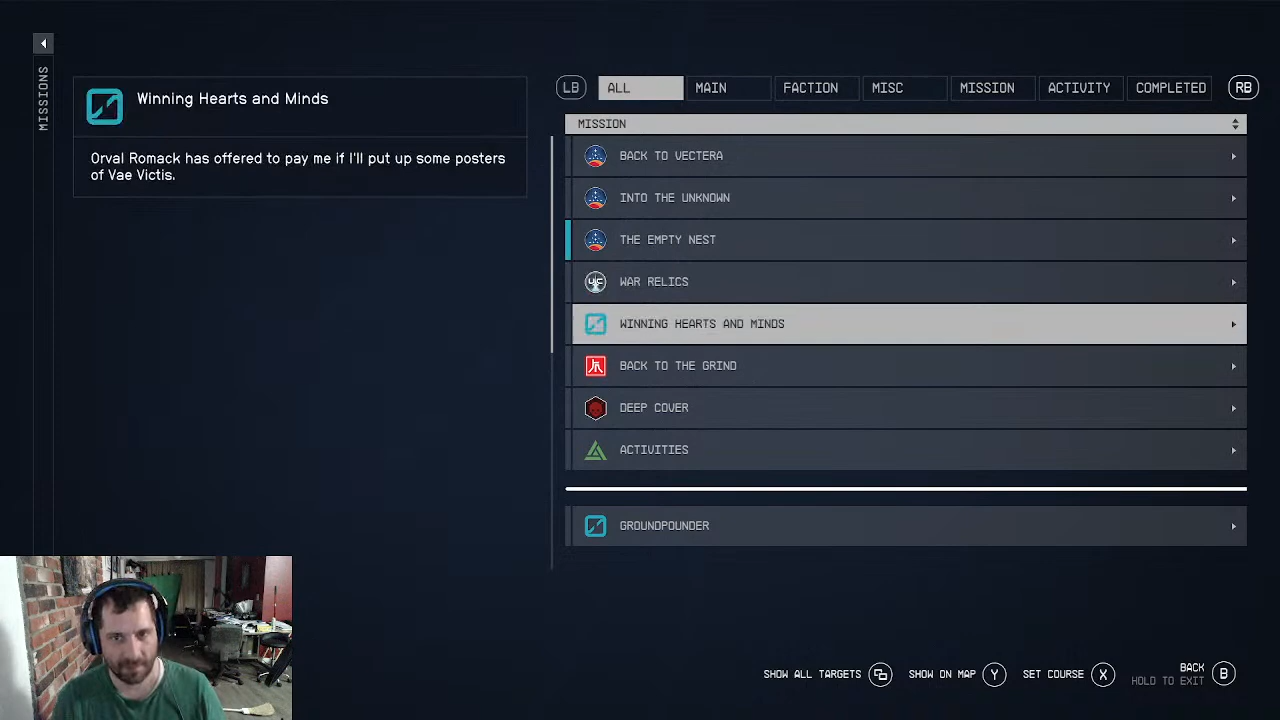 MISSIONS
Winning Hearts and Minds
Orval Romack has offered to pay me if I'll put up some posters
of Vae Victis.
LB ALL MAIN FACTION MISC MISSION ACTIVITY COMPLETED RB
MISSION
BACK TO VECTERA
INTO THE UNKNOWN
THE EMPTY NEST
UC WAR RELICS
WINNING HEARTS AND MINDS
BACK TO THE GRIND
DEEP COVER
ACTIVITIES
GROUNDPOUNDER
SHOW ALL TARGETS SHOW ON MAP Y SET COURSE X BACK B
HOLD TO EXIT